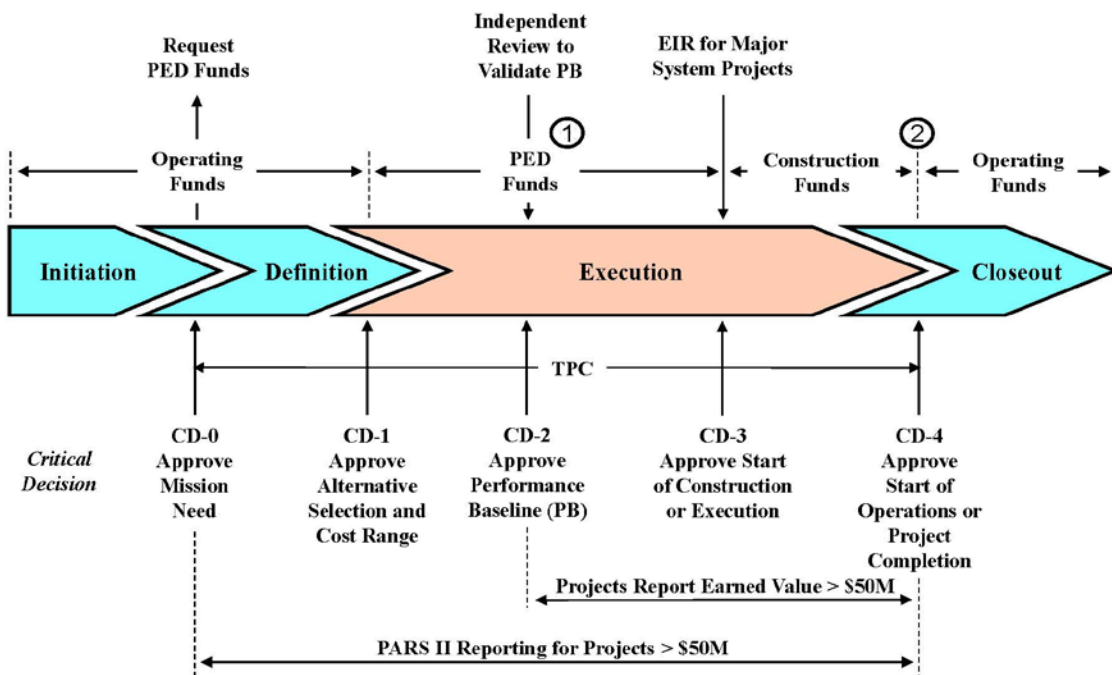 Request
PED Funds
Independent
Review to
Validate PB
EIR for Major
System Projects
1
2
Operating
Funds
PED
Funds
Construction
Funds
Operating
Funds
Initiation
Definition
Execution
Closeout
TPC
Critical
Decision
CD-0
Approve
Mission
Need
CD-1
Approve
Alternative
Selection and
Cost Range
CD-2
Approve
Performance
Baseline (PB)
CD-3
Approve Start
of Construction
or Execution
CD-4
Approve
Start of
Operations or
Project
Completion
Projects Report Earned Value > $50M
PARS II Reporting for Projects > $50M